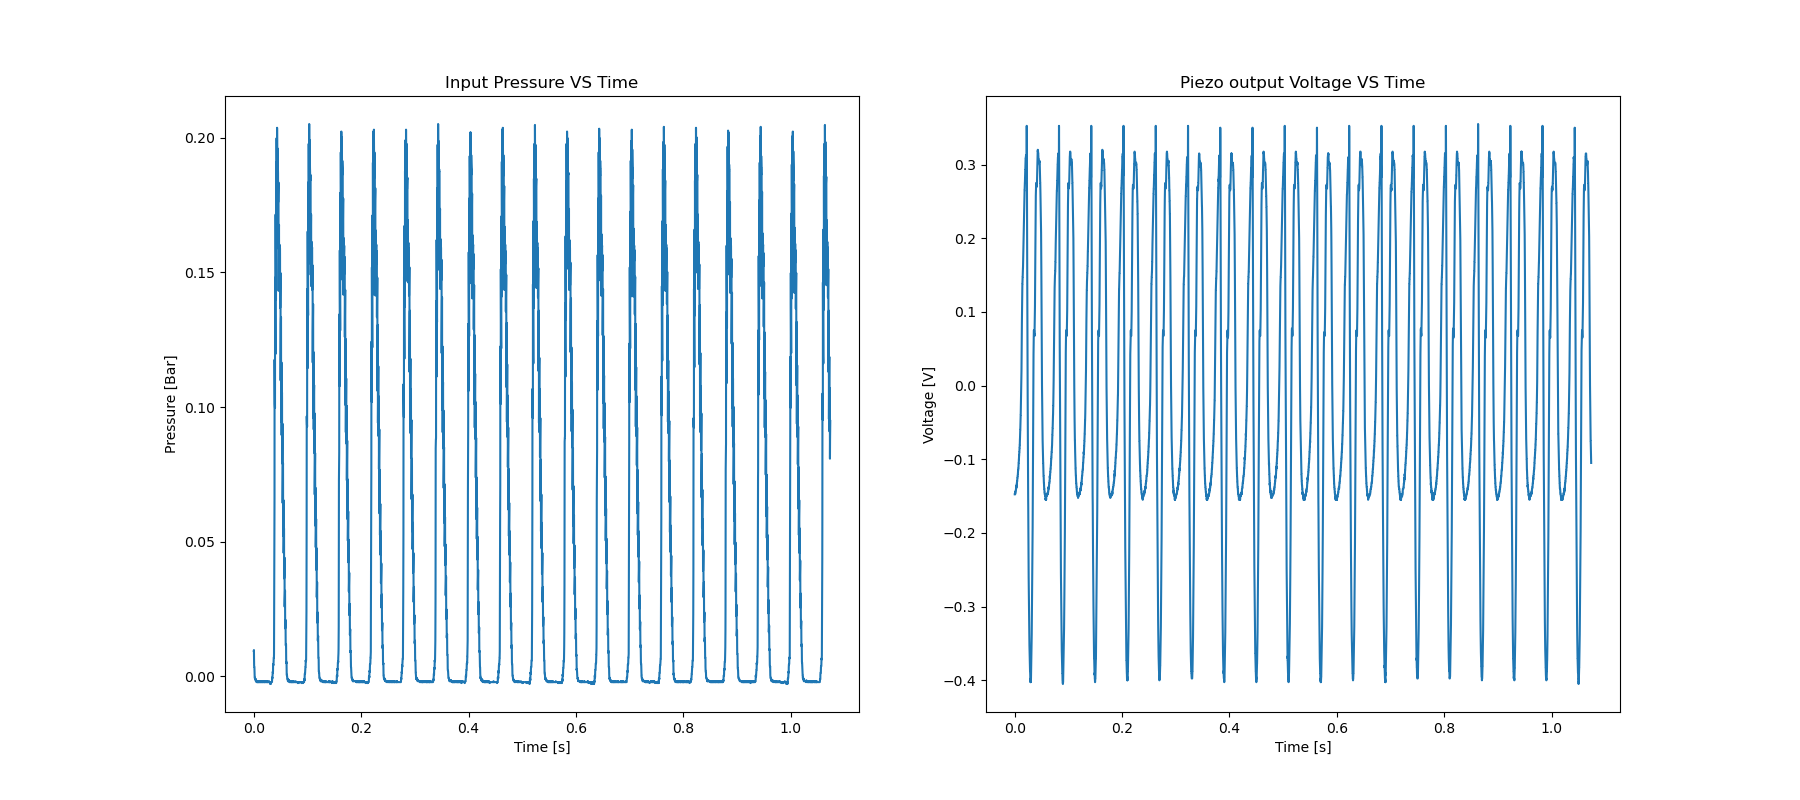 Input Pressure VS Time
Pressure [Bar]
0.20
0.15
0.10
0.05
0.00
0.0 0.2 0.4 0.6 0.8 1.0
Time [s]
Piezo output Voltage VS Time
Voltage [V]
0.3
0.2
0.1
0.0
−0.1
−0.2
−0.3
−0.4
0.0 0.2 0.4 0.6 0.8 1.0
Time [s]